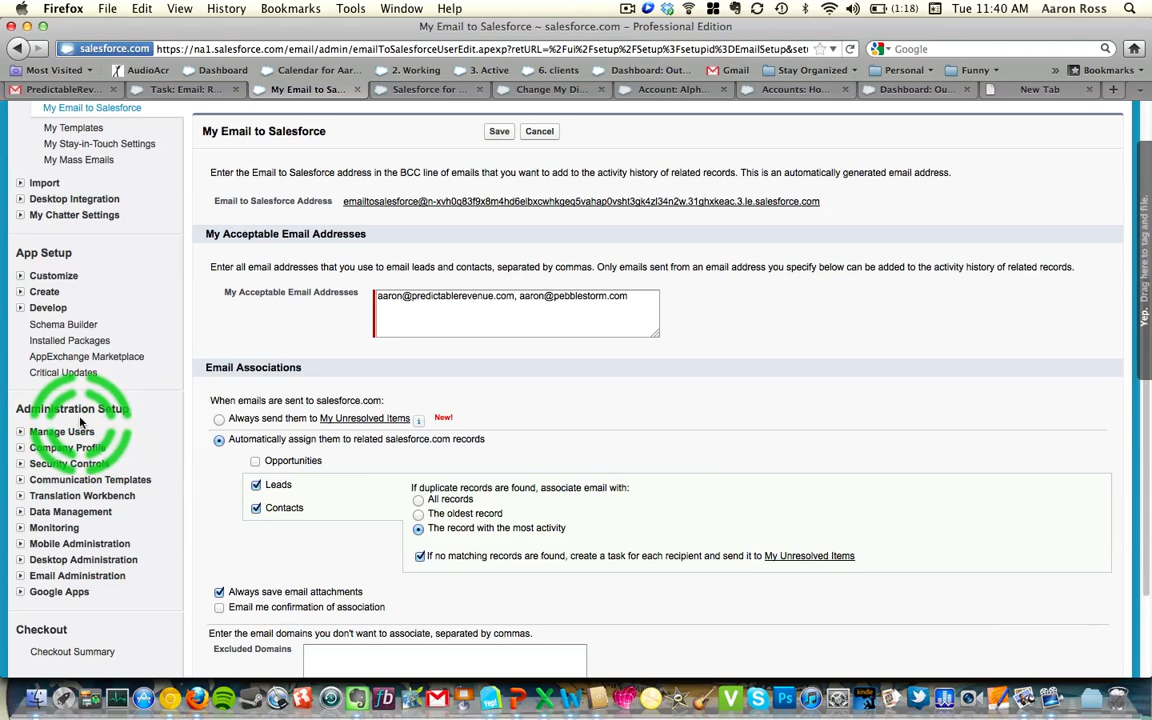 Firefox File Edit View History Bookmarks Tools Window Help (1:18) Tue 11:40 AM Aaron Ross
My Email to Salesforce ~ salesforce.com - Professional Edition
salesforce.com https://na1.salesforce.com/email/admin/emailToSalesforceUserEdit.apexp?retURL=%2Fui%2Fsetup%2FSetup%3Fsetupid%3DEmailSetup&set Google
Most Visited AudioAcr Dashboard Calendar for Aar... 2. Working 3. Active 6. clients Dashboard: Out... Gmail Stay Organized Personal Funny » Bookmarks
PredictableRev... Task: Email: R... My Email to Sa... Salesforce for ... Change My Di... Account: Alph... Accounts: Ho... Dashboard: Ou... New Tab
My Email to Salesforce
My Templates
My Stay-in-Touch Settings
My Mass Emails
Import
Desktop Integration
My Chatter Settings
App Setup
Customize
Create
Develop
Schema Builder
Installed Packages
AppExchange Marketplace
Critical Updates
Administration Setup
Manage Users
Company Profile
Security Controls
Communication Templates
Translation Workbench
Data Management
Monitoring
Mobile Administration
Desktop Administration
Email Administration
Google Apps
Checkout
Checkout Summary
My Email to Salesforce Save Cancel
Enter the Email to Salesforce address in the BCC line of emails that you want to add to the activity history of related records. This is an automatically generated email address.
Email to Salesforce Address
My Acceptable Email Addresses
Enter all email addresses that you use to email leads and contacts, separated by commas. Only emails sent from an email address you specify below can be added to the activity history of related records.
My Acceptable Email Addresses aaron@predictablerevenue.com, aaron@pebblestorm.com
Email Associations
When emails are sent to salesforce.com:
Always send them to My Unresolved Items i New!
Automatically assign them to related salesforce.com records
Opportunities
Leads
Contacts
If duplicate records are found, associate email with:
All records
The oldest record
The record with the most activity
If no matching records are found, create a task for each recipient and send it to My Unresolved Items
Always save email attachments
Email me confirmation of association
Enter the email domains you don't want to associate, separated by commas.
Excluded Domains
Yep. Drag here to tag and file.